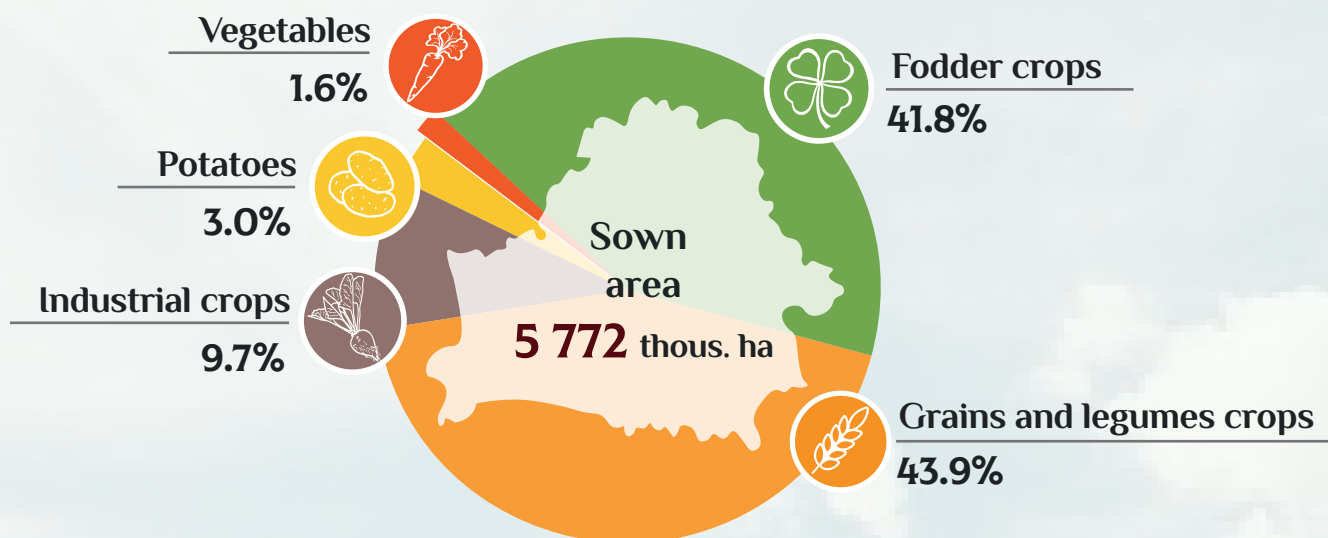 Vegetables
1.6%
Potatoes
3.0%
Industrial crops
9.7%
Fodder crops
41.8%
Sown
area
5 772 thous. ha
Grains and legumes crops
43.9%